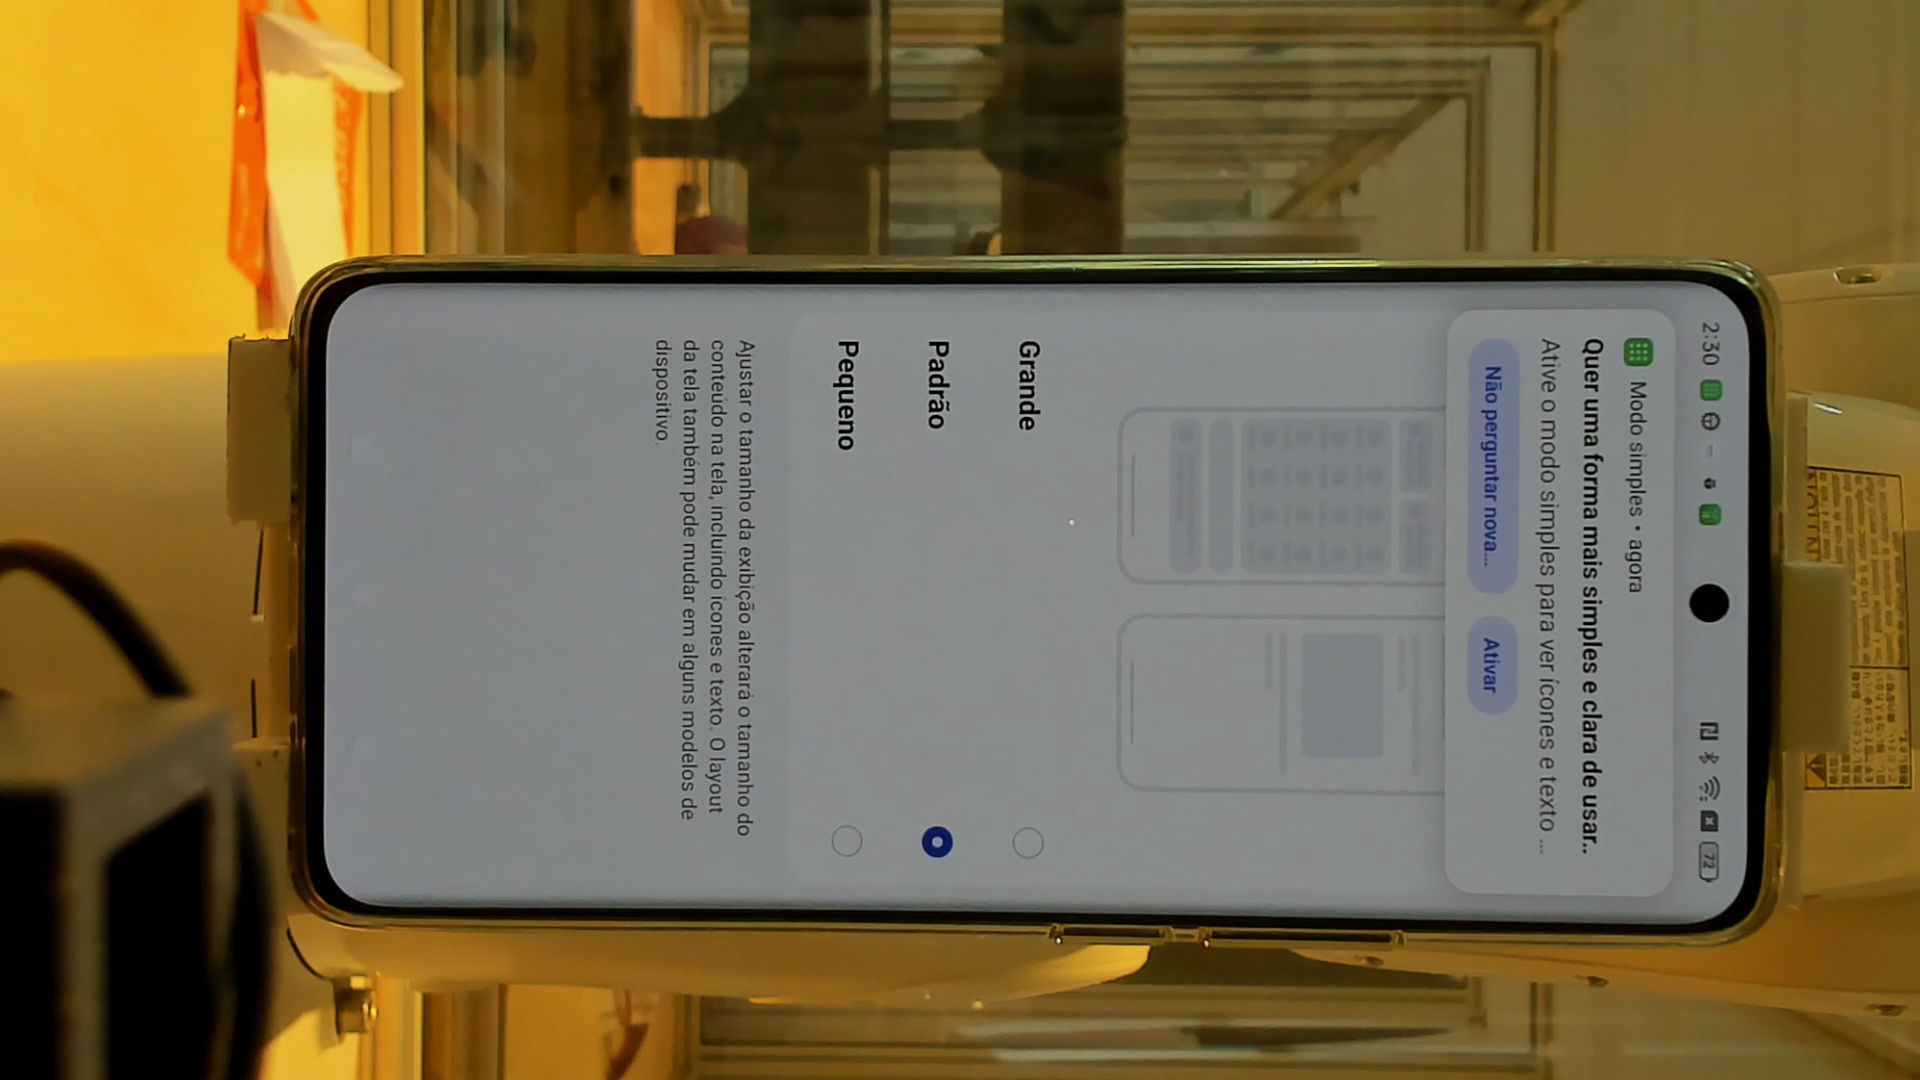 2:30
72
Modo simples • agora
Quer uma forma mais simples e clara de usar..
Ative o modo simples para ver ícones e texto ...
Não perguntar nova...
Ativar
Grande
Padrão
Pequeno
Ajustar o tamanho da exibição alterará o tamanho do
conteúdo na tela, incluindo ícones e texto. O layout
da tela também pode mudar em alguns modelos de
dispositivo.